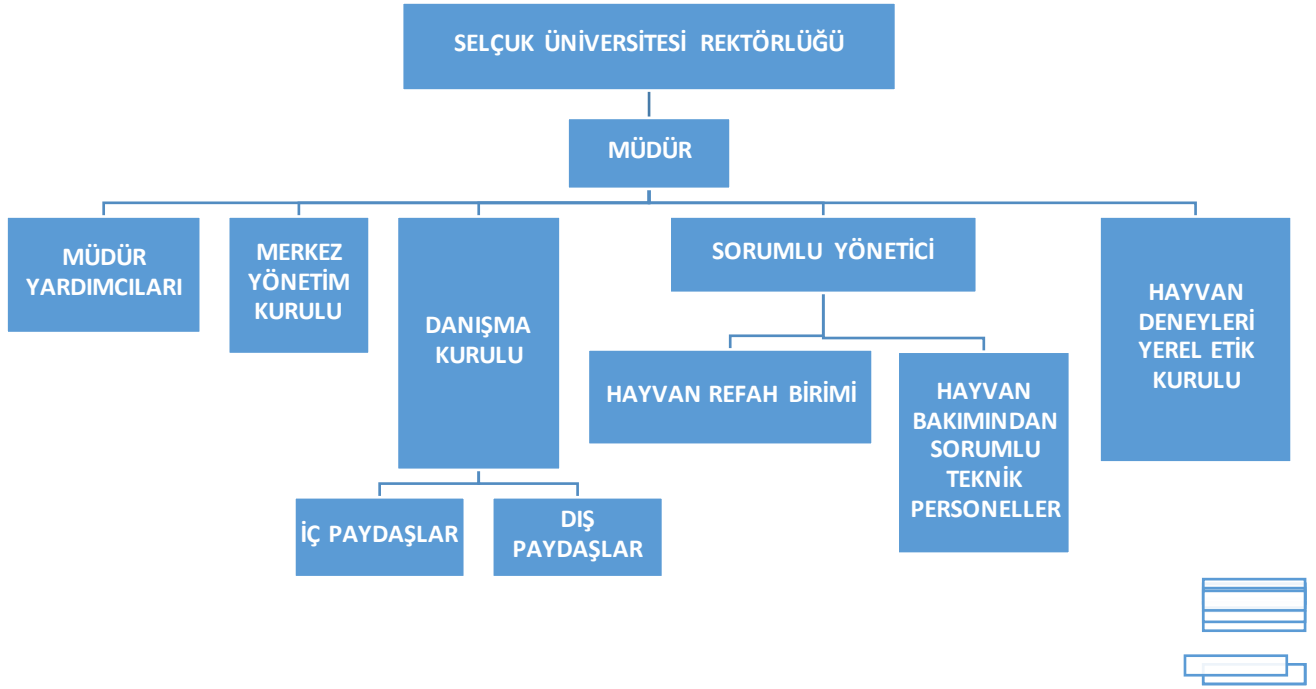 SELÇUK ÜNİVERSİTESİ REKTÖRLÜĞÜ
MÜDÜR
MÜDÜR
YARDIMCILARI
MERKEZ
YÖNETİM
KURULU
DANIŞMA
KURULU
İÇ PAYDAŞLAR
DIŞ
PAYDAŞLAR
SORUMLU YÖNETİCİ
HAYVAN REFAH BİRİMİ
HAYVAN
BAKIMINDAN
SORUMLU
TEKNİK
PERSONELLER
HAYVAN
DENEYLERİ
YEREL ETİK
KURULU